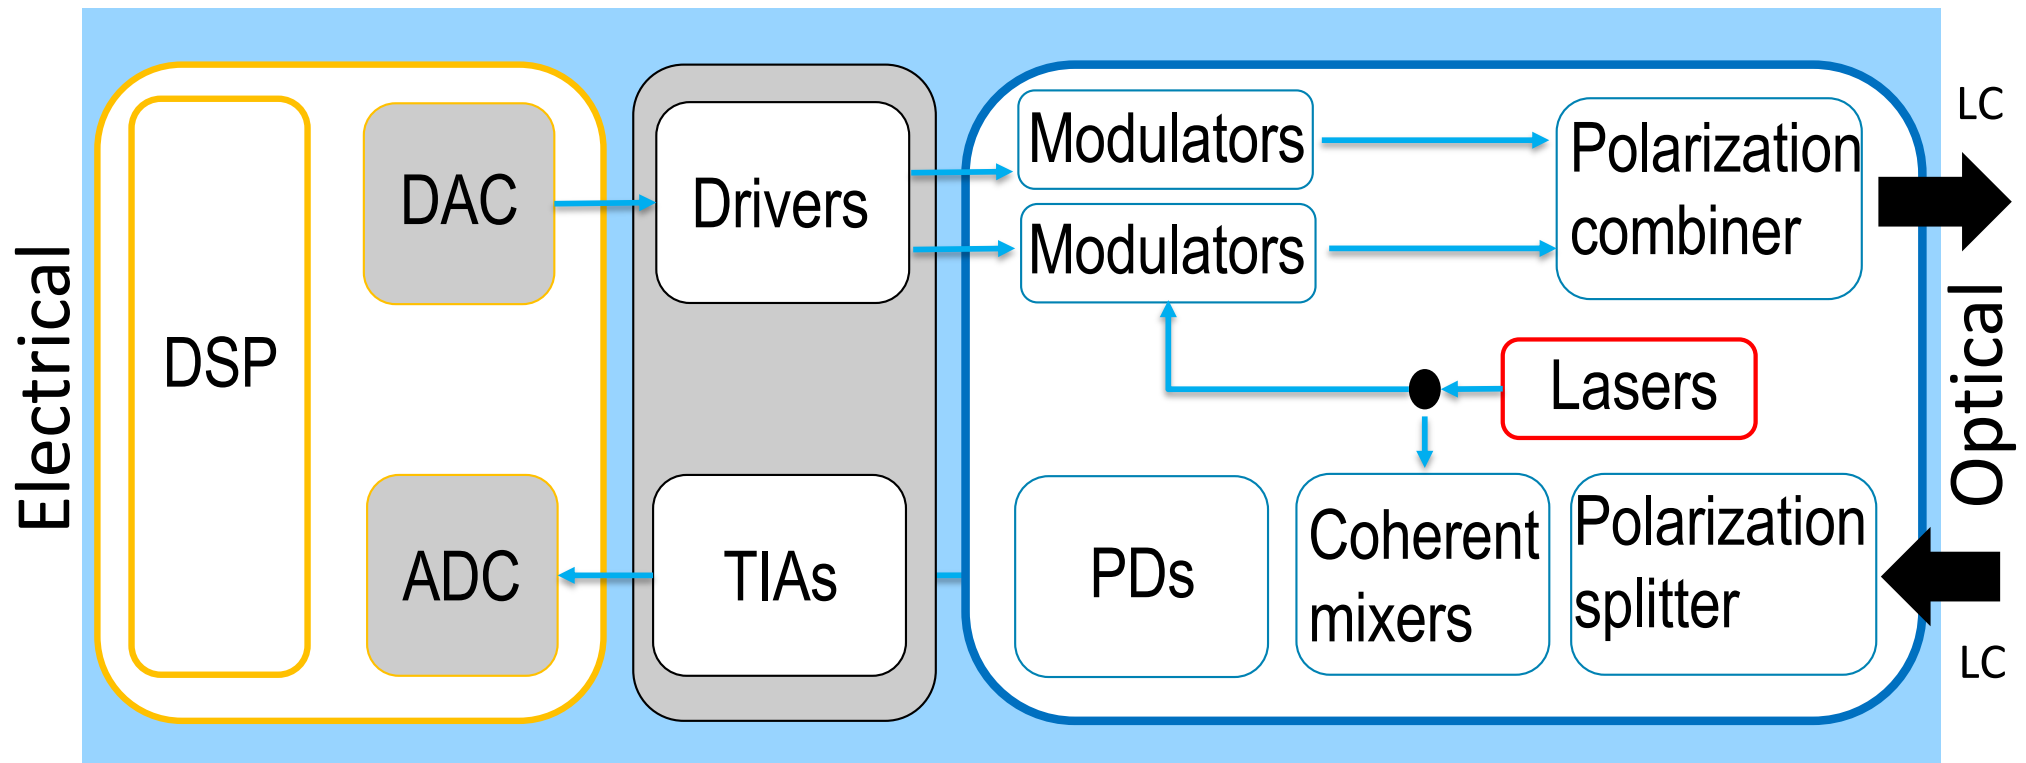 Electrical
DSP
DAC
ADC
Drivers
TIAs
Modulators
Modulators
Polarization
combiner
Lasers
PDs
Coherent
mixers
Polarization
splitter
LC
Optical
LC